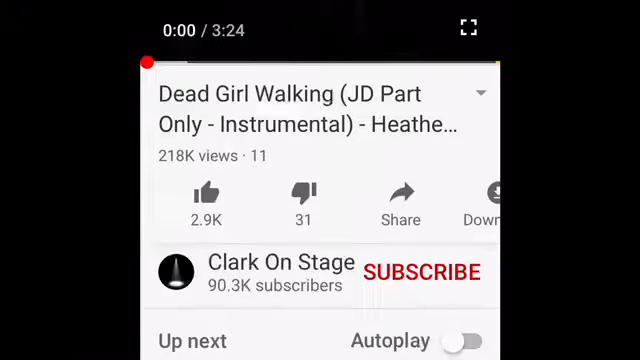 0:00 / 3:24
Dead Girl Walking (JD Part
Only - Instrumental) - Heathe…
218K views · 11
2.9K
31
Share
Down
Clark On Stage
90.3K subscribers
SUBSCRIBE
Up next
Autoplay